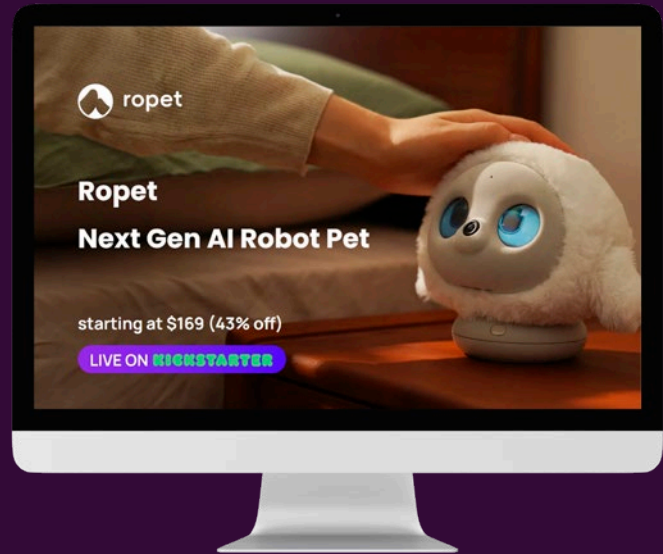 ropet
Ropet
Next Gen AI Robot Pet
starting at $169 (43% off)
LIVE ON KICKSTARTER